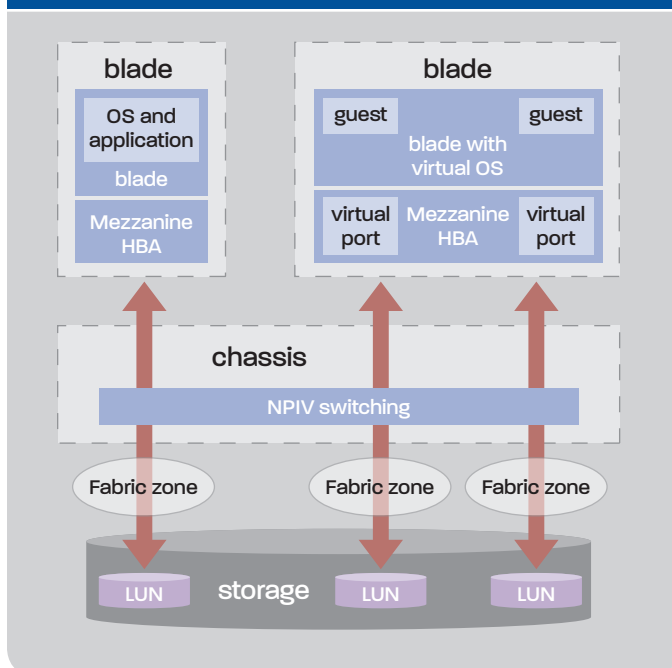 blade
OS and
application
blade
Mezzanine
HBA
blade
guest
guest
blade with
virtual OS
virtual
port
Mezzanine
HBA
virtual
port
chassis
NPIV switching
Fabric zone
Fabric zone
Fabric zone
LUN
storage
LUN
LUN